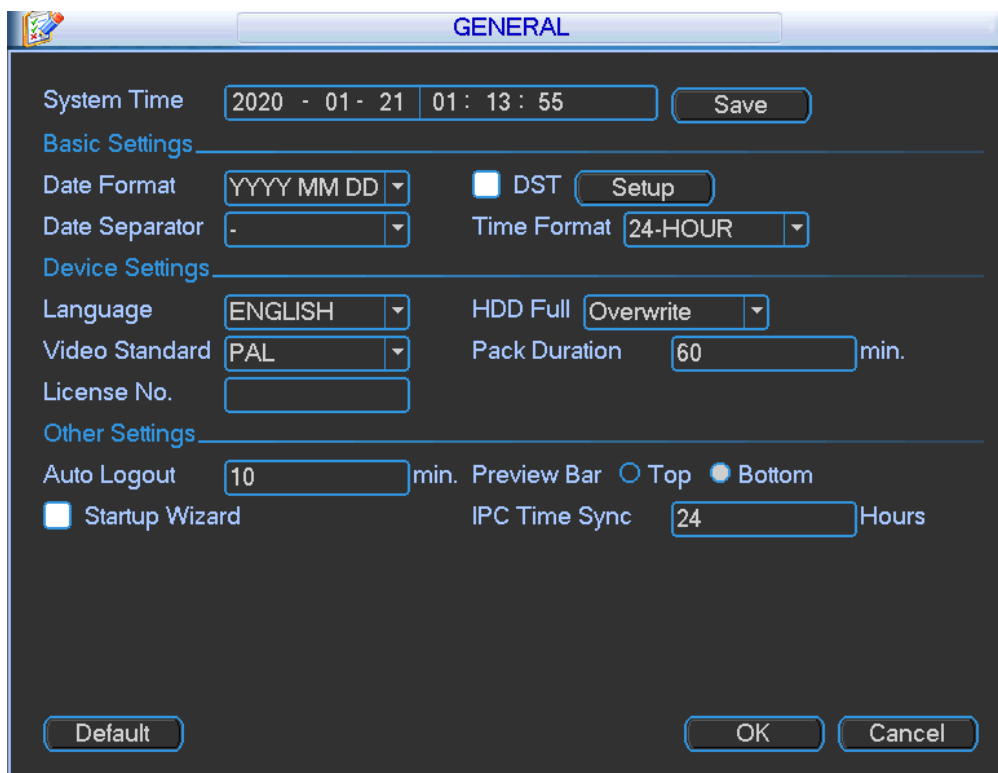 GENERAL
System Time 2020 - 01 - 21 01 : 13 : 55 Save
Basic Settings
Date Format YYYY MM DD DST Setup
Date Separator - Time Format 24-HOUR
Device Settings
Language ENGLISH HDD Full Overwrite
Video Standard PAL Pack Duration 60 min.
License No.
Other Settings
Auto Logout 10 min. Preview Bar Top Bottom
Startup Wizard IPC Time Sync 24 Hours
Default OK Cancel